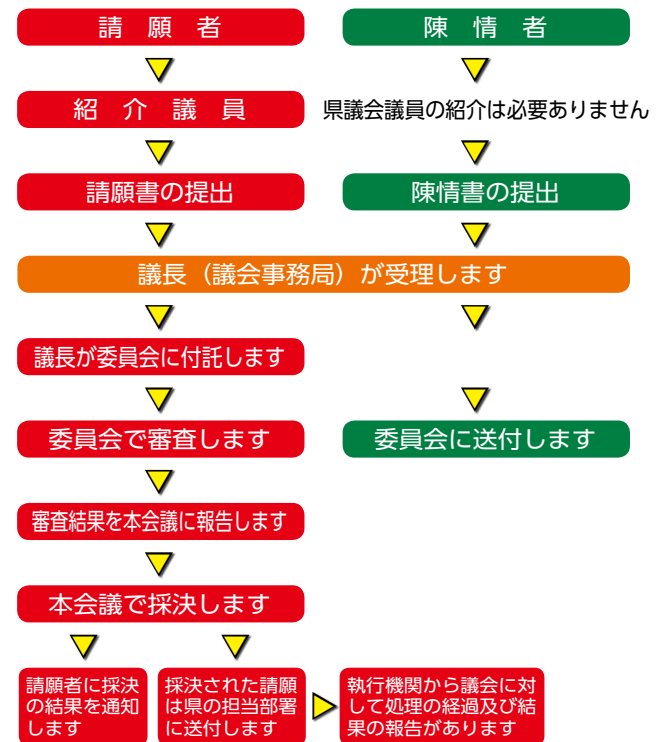 請願者
陳情者
紹介議員
県議会議員の紹介は必要ありません
請願書の提出
陳情書の提出
議長（議会事務局）が受理します
議長が委員会に付託します
委員会で審査します
委員会に送付します
審査結果を本会議に報告します
本会議で採決します
請願者に採決
の結果を通知
します
採決された請願
は県の担当部署
に送付します
執行機関から議会に対
して処理の経過及び結
果の報告があります